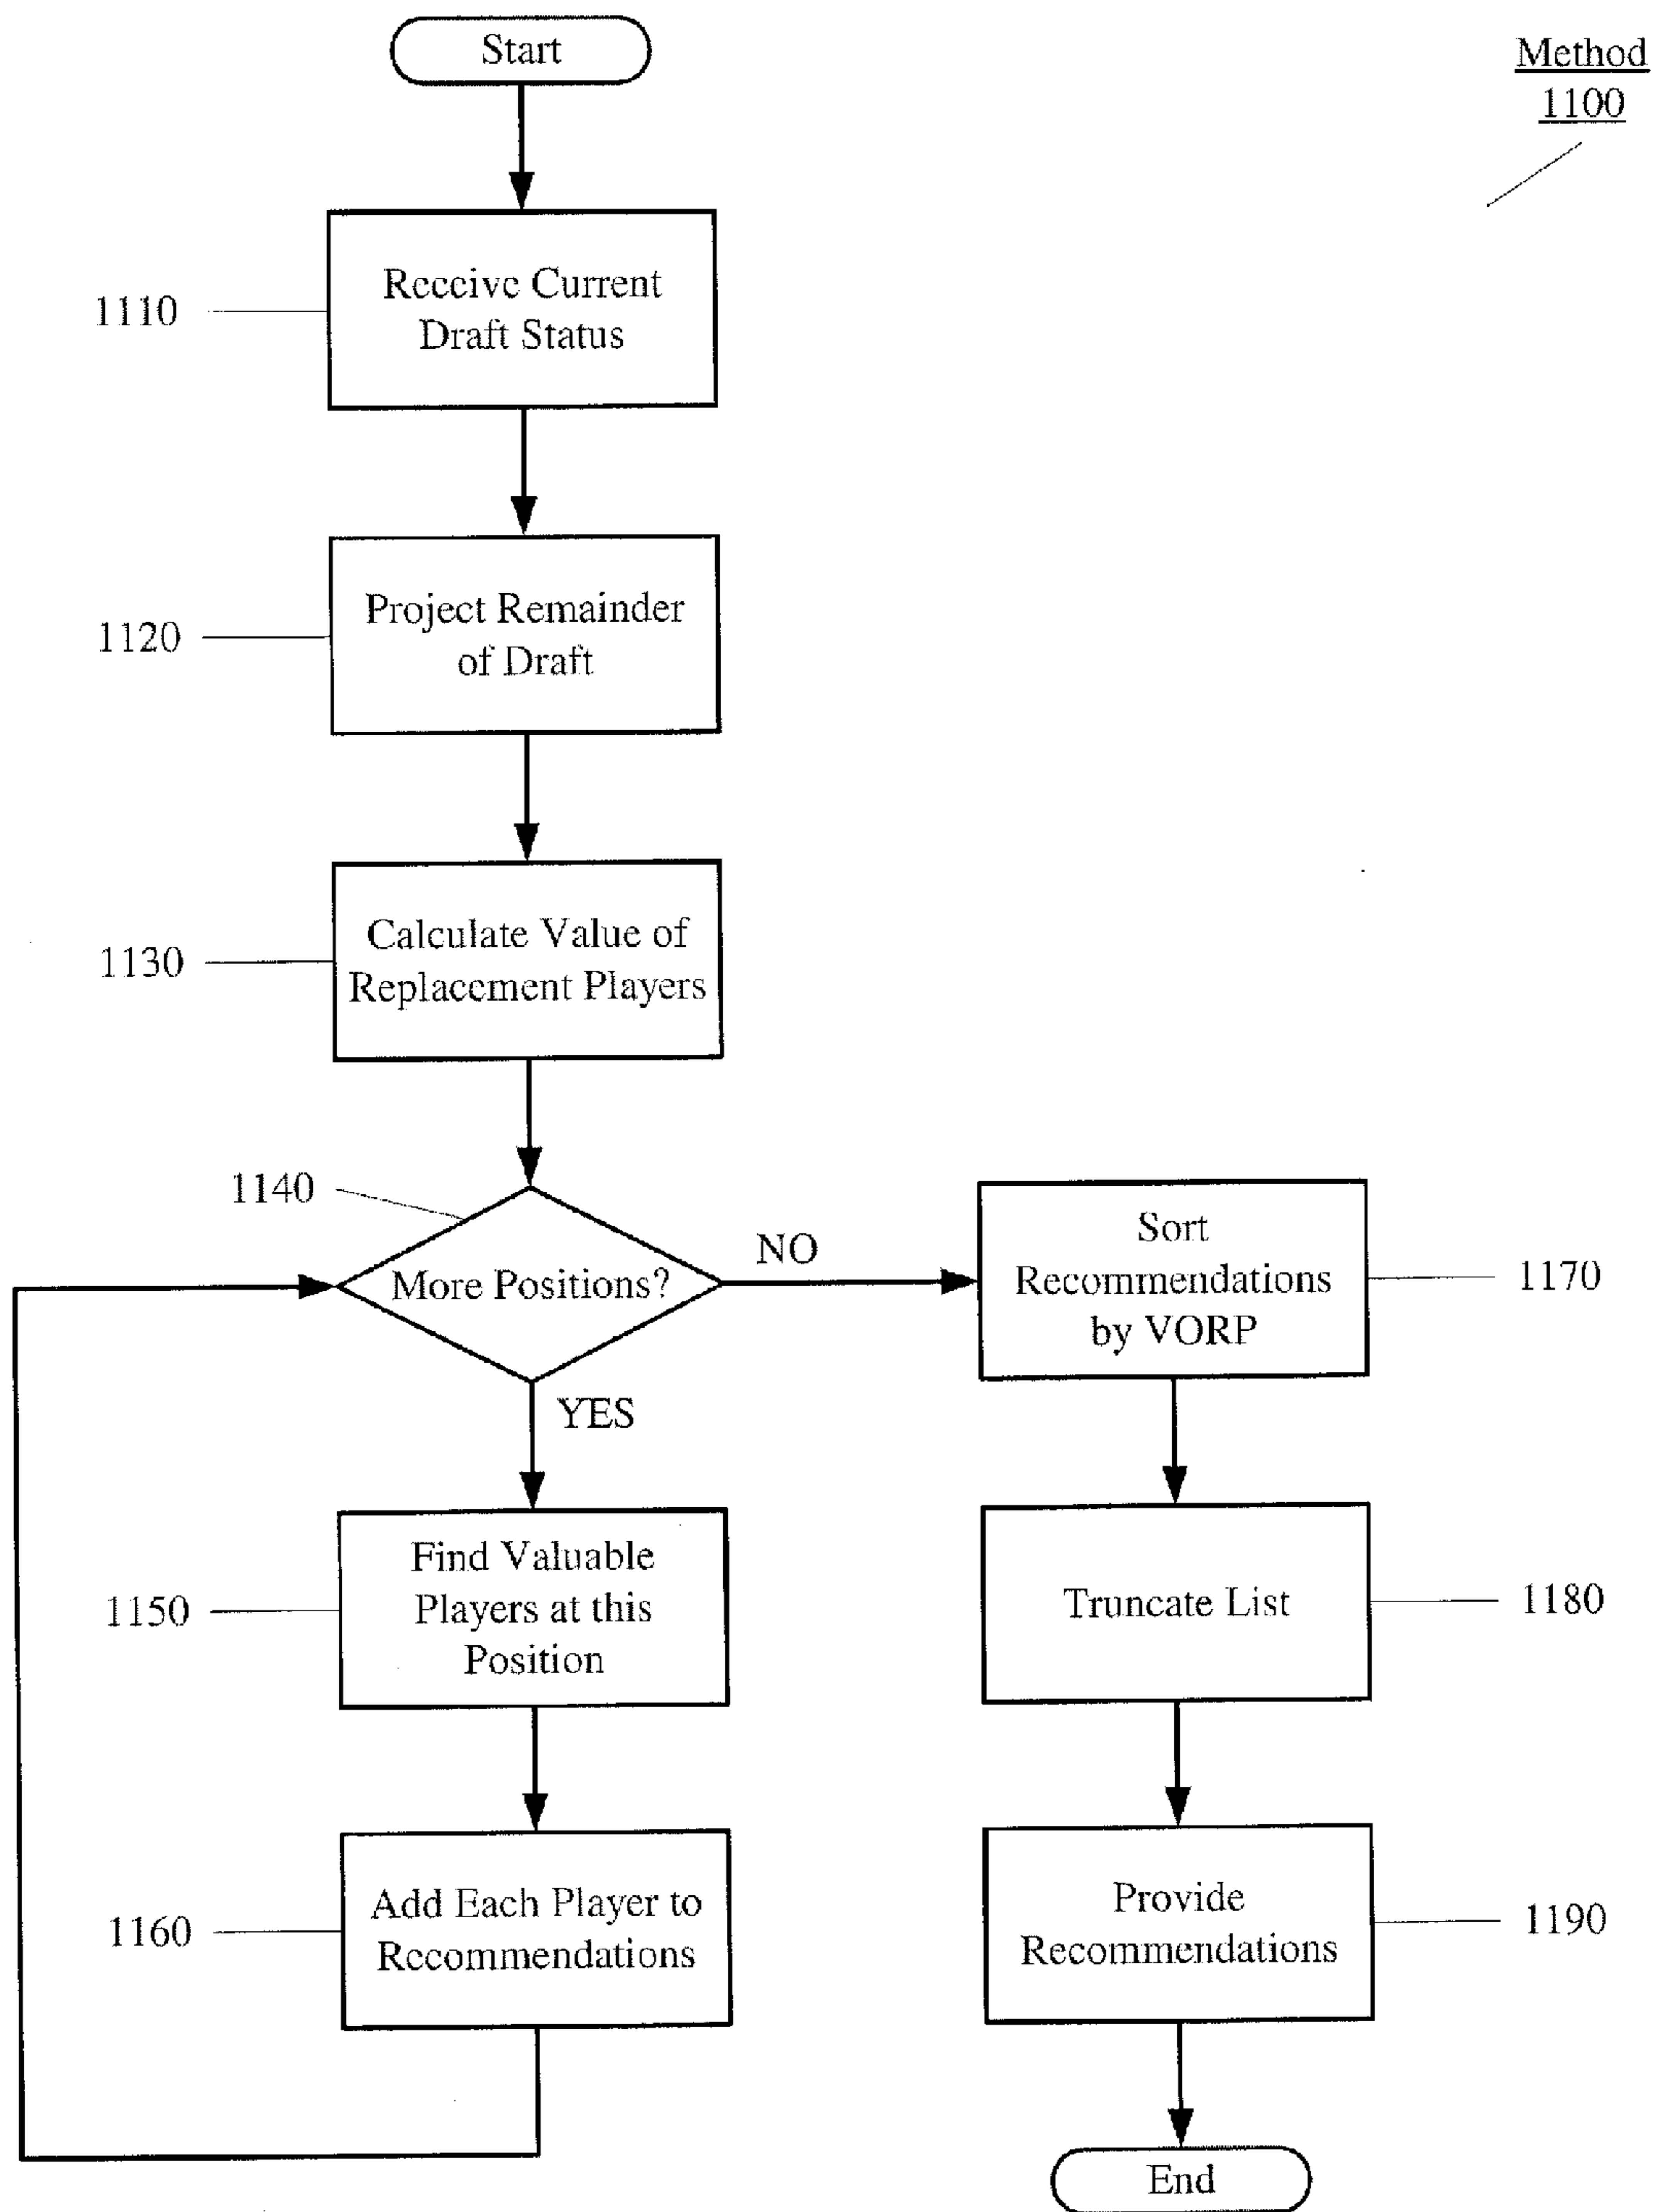 Start
Method
1100
1110
Receive Current
Draft Status
1120
Project Remainder
of Draft
1130
Calculate Value of
Replacement Players
1140
More Positions?
NO
YES
Sort
Recommendations
by VORP
1170
1150
Find Valuable
Players at this
Position
Truncate List
1180
1160
Add Each Player to
Recommendations
Provide
Recommendations
1190
End